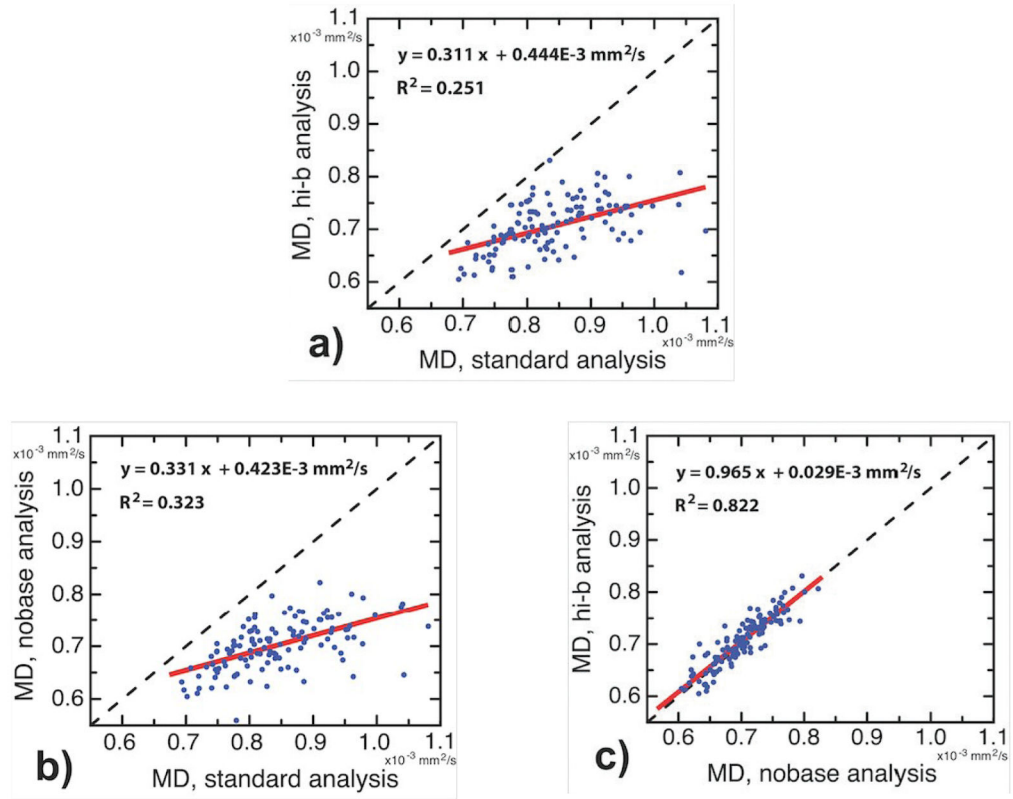 1.1
x10⁻³ mm²/s
y = 0.311 x + 0.444E-3 mm²/s
R² = 0.251
1.0
0.9
0.8
0.7
0.6
MD, hi-b analysis
0.6 0.7 0.8 0.9 1.0 1.1
x10⁻³ mm²/s
a)
MD, standard analysis
1.1
x10⁻³ mm²/s
y = 0.331 x + 0.423E-3 mm²/s
R² = 0.323
1.0
0.9
0.8
0.7
0.6
MD, nobase analysis
0.6 0.7 0.8 0.9 1.0 1.1
x10⁻³ mm²/s
b)
MD, standard analysis
1.1
x10⁻³ mm²/s
y = 0.965 x + 0.029E-3 mm²/s
R² = 0.822
1.0
0.9
0.8
0.7
0.6
MD, hi-b analysis
0.6 0.7 0.8 0.9 1.0 1.1
x10⁻³ mm²/s
c)
MD, nobase analysis